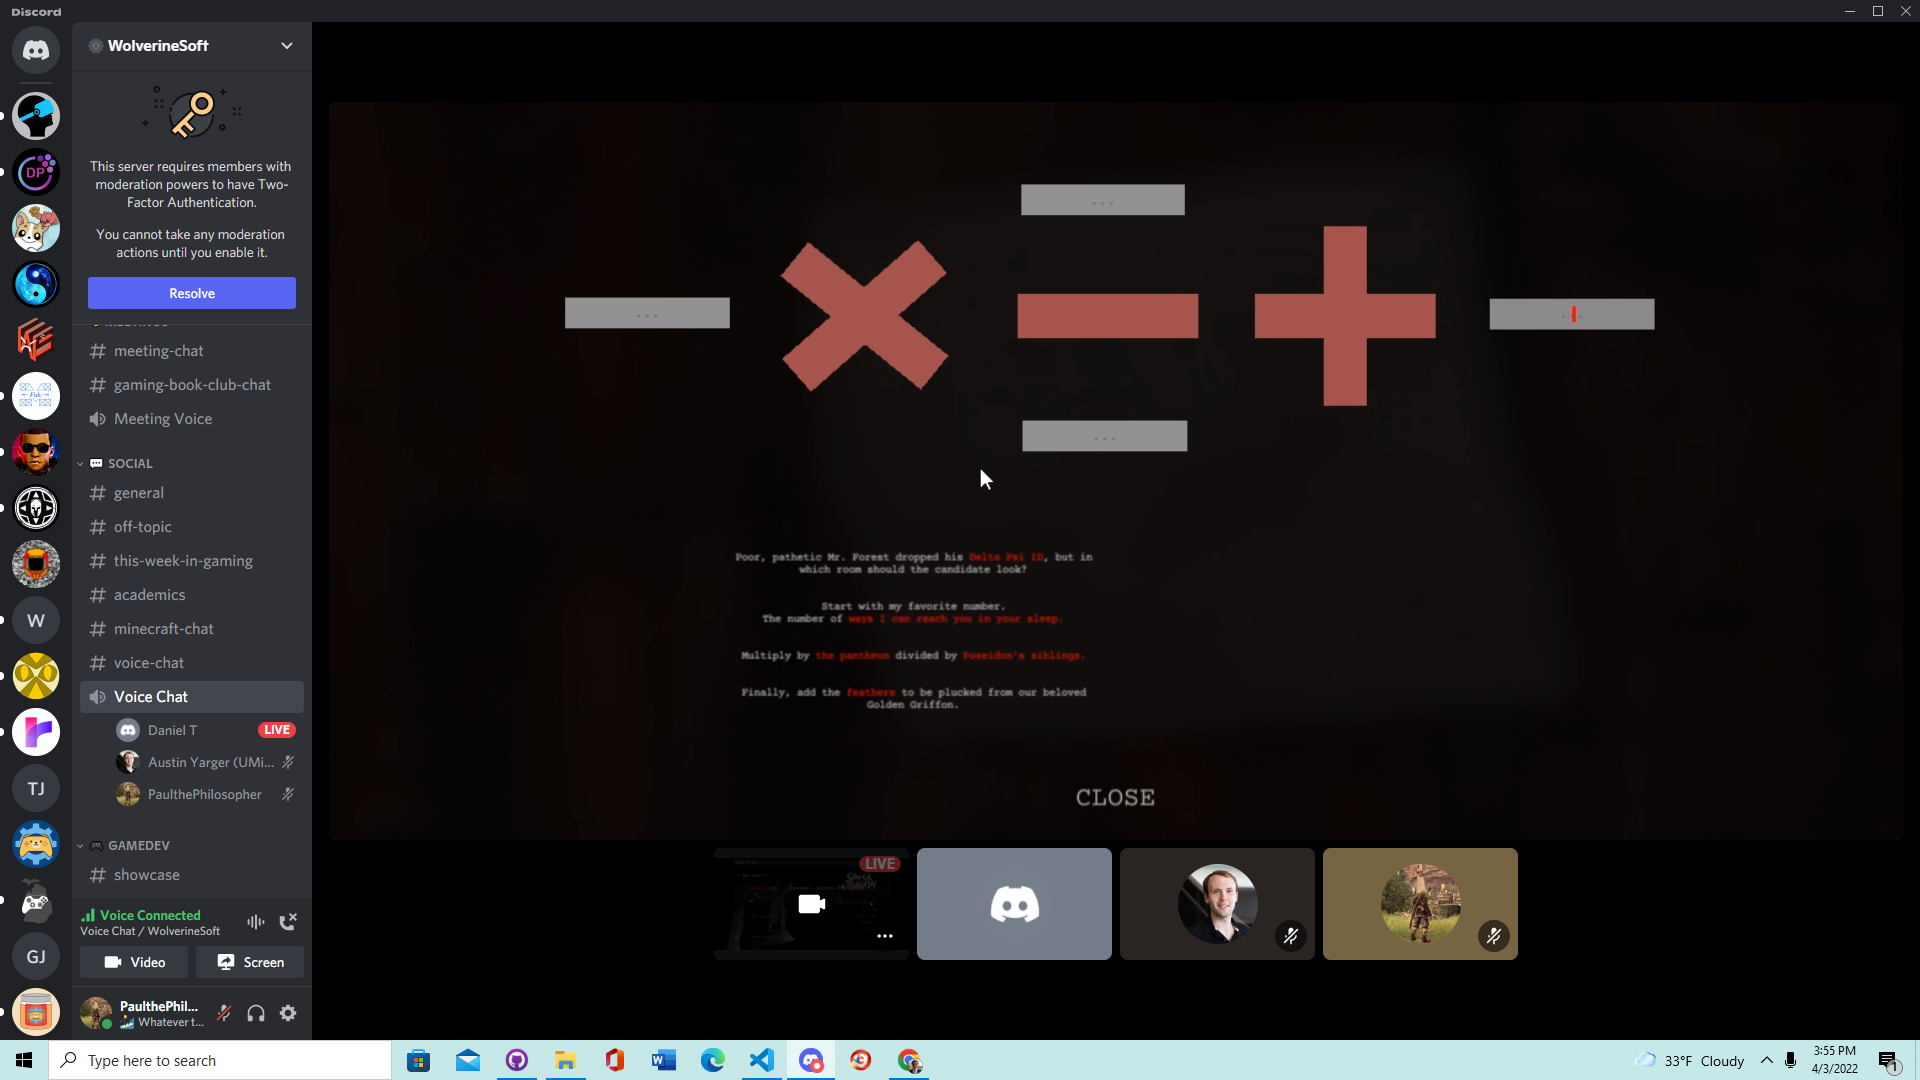 Discord
WolverineSoft
This server requires members with
moderation powers to have Two-
Factor Authentication.
You cannot take any moderation
actions until you enable it.
Resolve
meeting-chat
gaming-book-club-chat
Meeting Voice
SOCIAL
general
off-topic
this-week-in-gaming
academics
minecraft-chat
voice-chat
Voice Chat
Daniel T
LIVE
Austin Yarger (UMi...
PaulthePhilosopher
GAMEDEV
showcase
Voice Connected
Voice Chat / WolverineSoft
Video
Screen
PaulthePhil...
Whatever t...
DP
W
TJ
GJ
...
...
...
Poor, pathetic Mr. Forest dropped his Delta Psi ID, but in
which room should the candidate look?
Start with my favorite number.
The number of ways I can reach you in your sleep.
Multiply by the pantheon divided by Poseidon's siblings.
Finally, add the feathers to be plucked from our beloved
Golden Griffon.
CLOSE
LIVE
Type here to search
33°F Cloudy
3:55 PM
4/3/2022
1